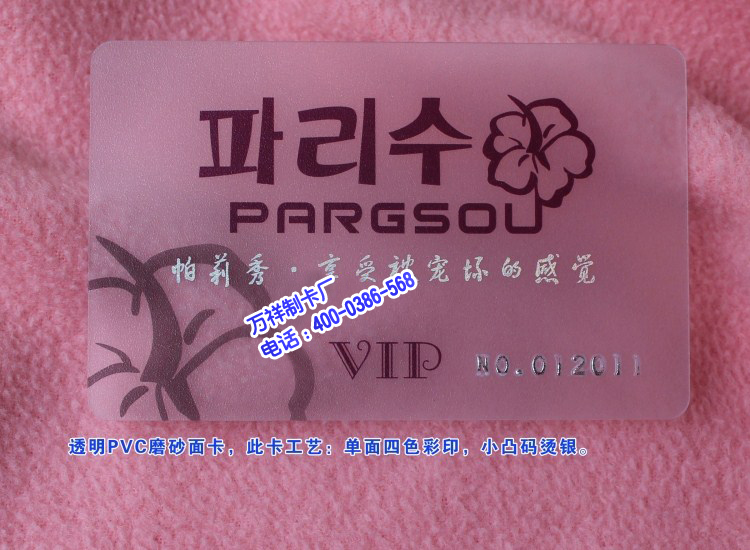 파리수
PARGSOU
帕莉秀·享受被宠坏的感觉
万祥制卡厂
电话：400-0386-568
VIP
NO.012011
透明PVC磨砂面卡，此卡工艺：单面四色彩印，小凸码烫银。